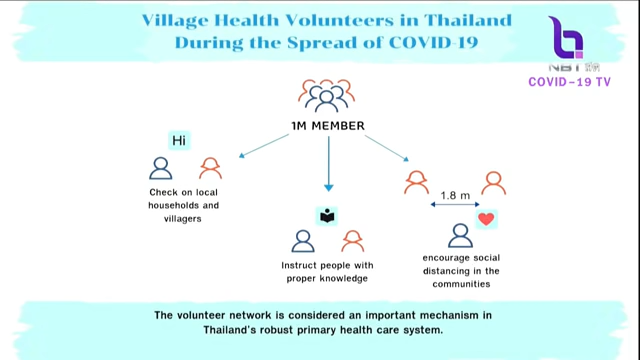 Village Health Volunteers in Thailand
During the Spread of COVID-19
NBT
COVID-19 TV
1M MEMBER
Hi
Check on local
households and
villagers
Instruct people with
proper knowledge
1.8 m
encourage social
distancing in the
communities
The volunteer network is considered an important mechanism in
Thailand's robust primary health care system.